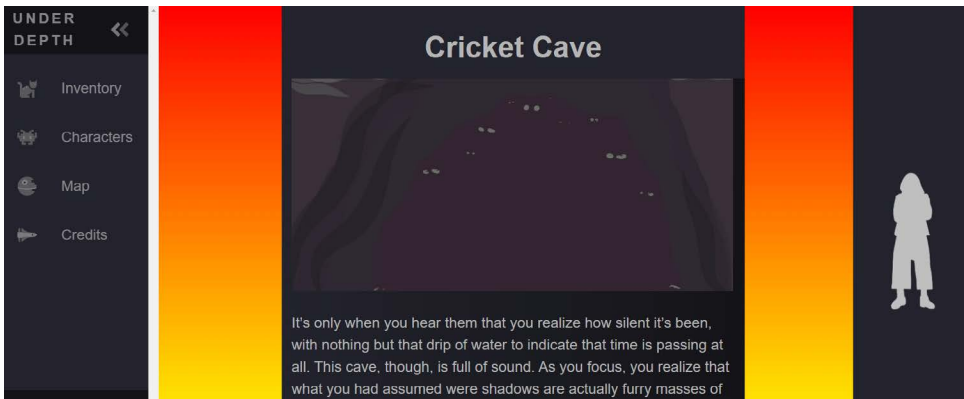 UNDER
DEPTH
Inventory
Characters
Map
Credits
Cricket Cave
It's only when you hear them that you realize how silent it's been,
with nothing but that drip of water to indicate that time is passing at
all. This cave, though, is full of sound. As you focus, you realize that
what you had assumed were shadows are actually furry masses of